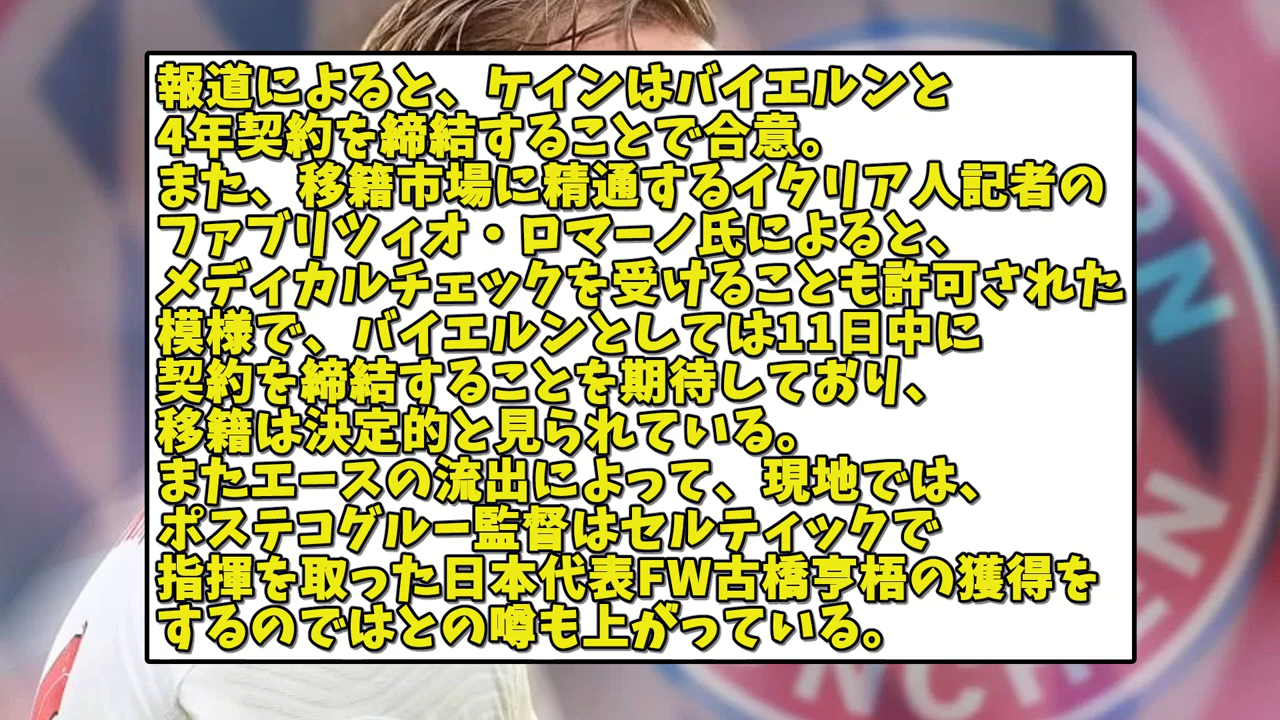 報道によると、ケインはバイエルンと
4年契約を締結することで合意。
また、移籍市場に精通するイタリア人記者の
ファブリツィオ・ロマーノ氏によると、
メディカルチェックを受けることも許可された
模様で、バイエルンとしては11日中に
契約を締結することを期待しており、
移籍は決定的と見られている。
またエースの流出によって、現地では、
ポステコグルー監督はセルティックで
指揮を取った日本代表FW古橋亨梧の獲得を
するのではとの噂も上がっている。